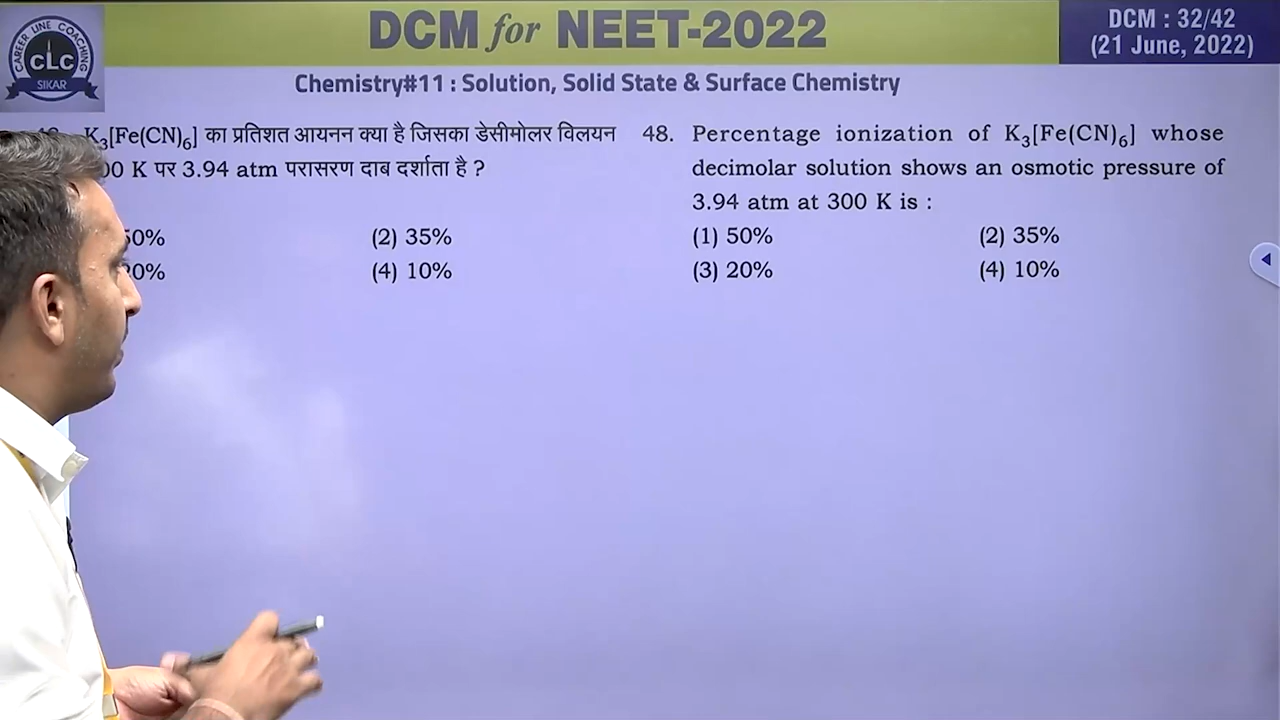 CAREER LINE COACHING
CLC
SIKAR
DCM for NEET-2022
DCM : 32/42
(21 June, 2022)
Chemistry#11 : Solution, Solid State & Surface Chemistry
K₃[Fe(CN)₆] का प्रतिशत आयनन क्या है जिसका डेसीमोलर विलयन
K पर 3.94 atm परासरण दाब दर्शाता है ?
(2) 35%
(4) 10%
48. Percentage ionization of K₃[Fe(CN)₆] whose
decimolar solution shows an osmotic pressure of
3.94 atm at 300 K is :
(1) 50% (2) 35%
(3) 20% (4) 10%